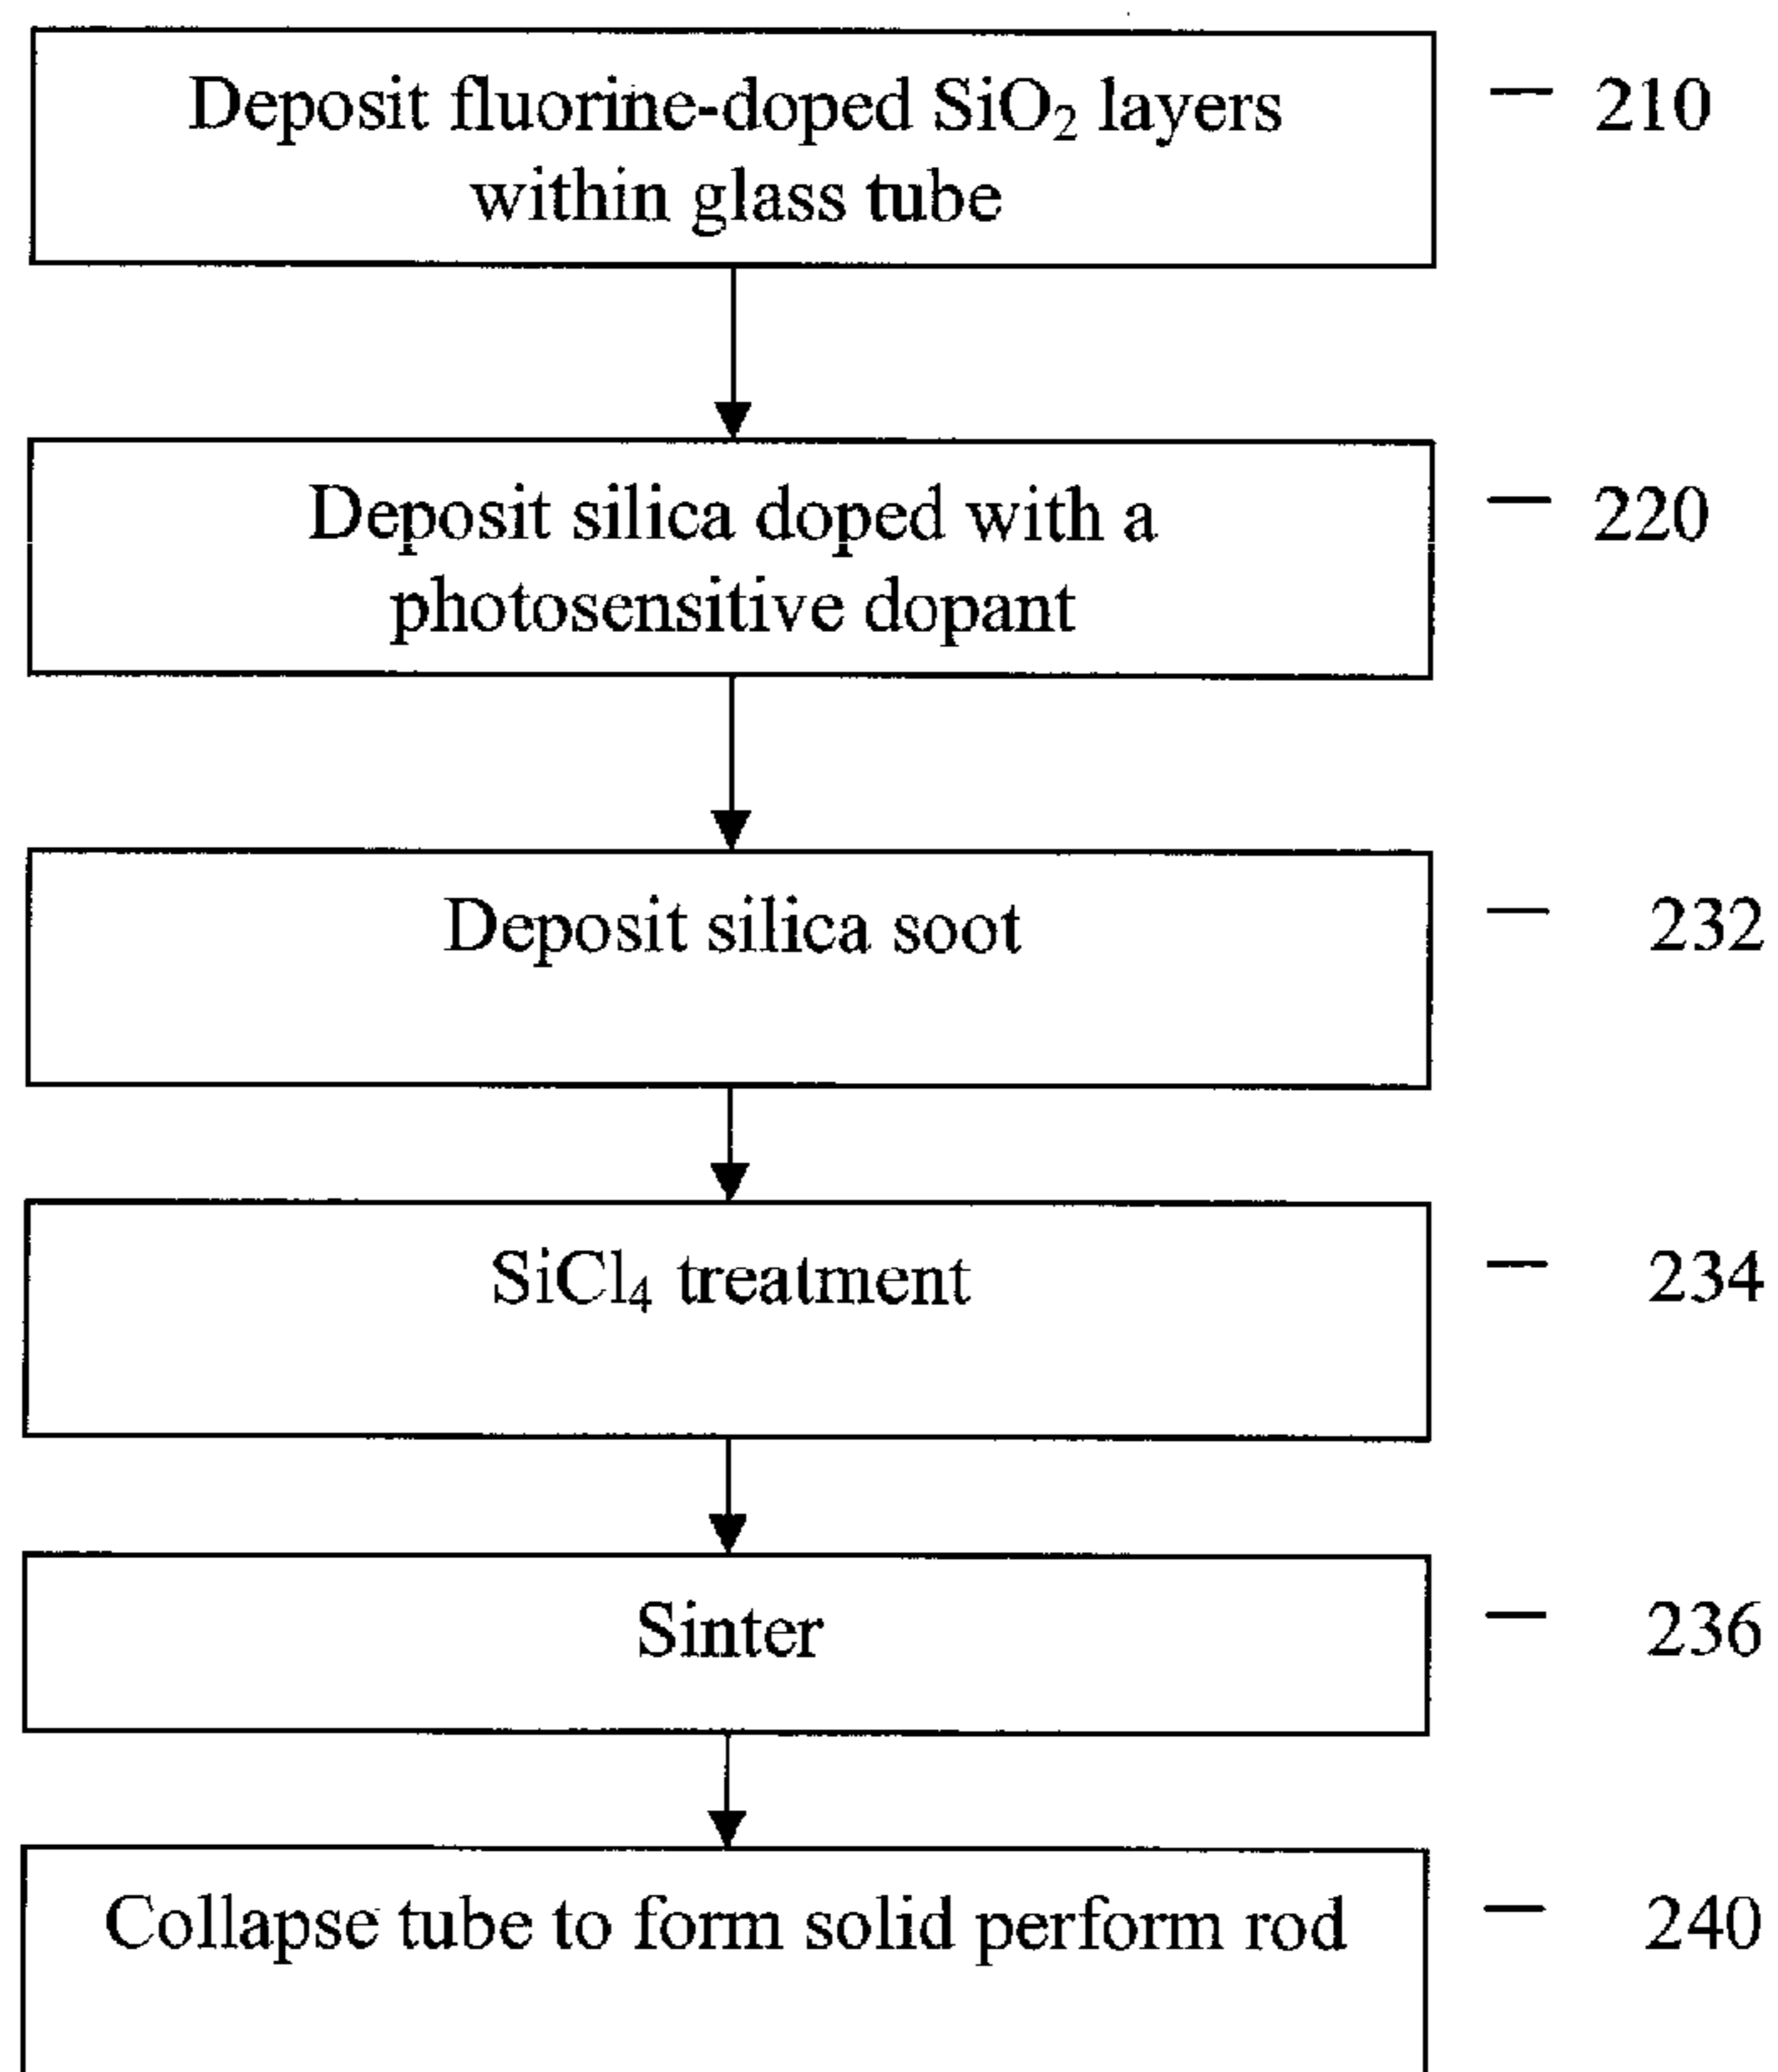 Deposit fluorine-doped SiO₂ layers
within glass tube
210
Deposit silica doped with a
photosensitive dopant
220
Deposit silica soot
232
SiCl₄ treatment
234
Sinter
236
Collapse tube to form solid perform rod
240